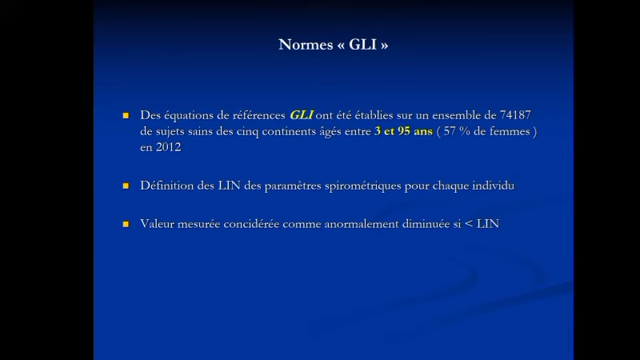 Normes « GLI »
Des équations de références GLI ont été établies sur un ensemble de 74187
de sujets sains des cinq continents âgés entre 3 et 95 ans ( 57 % de femmes )
en 2012
Définition des LIN des paramètres spirométriques pour chaque individu
Valeur mesurée concidérée comme anormalement diminuée si < LIN